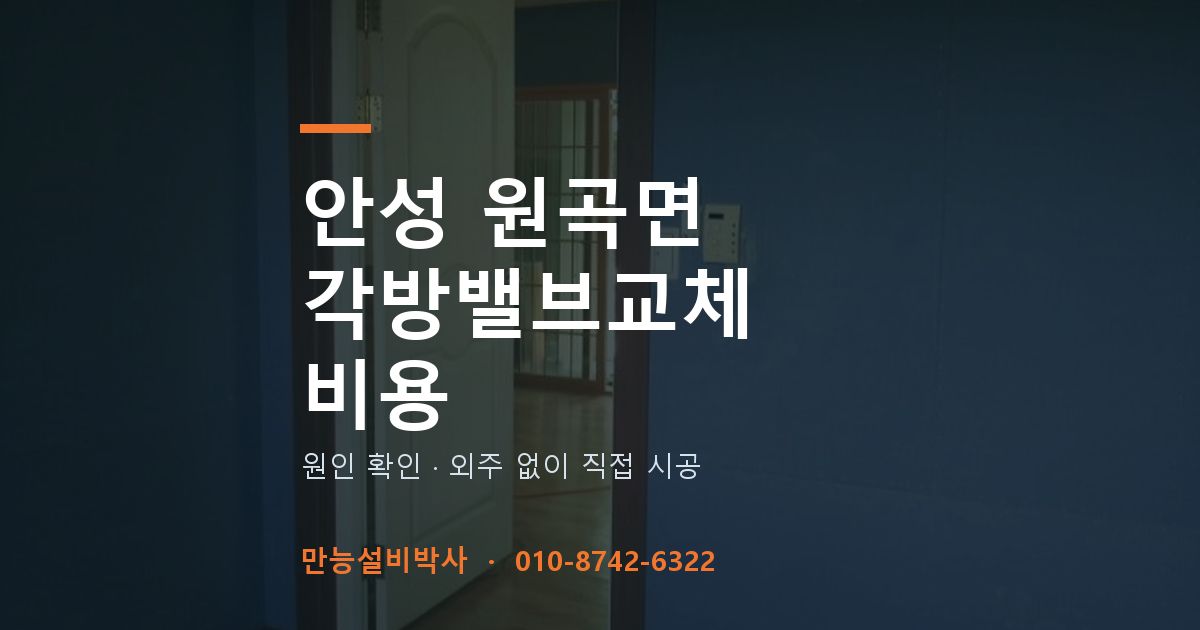 안성 원곡면
각방밸브교체
비용
원인 확인 · 외주 없이 직접 시공
만능설비박사 · 010-8742-6322